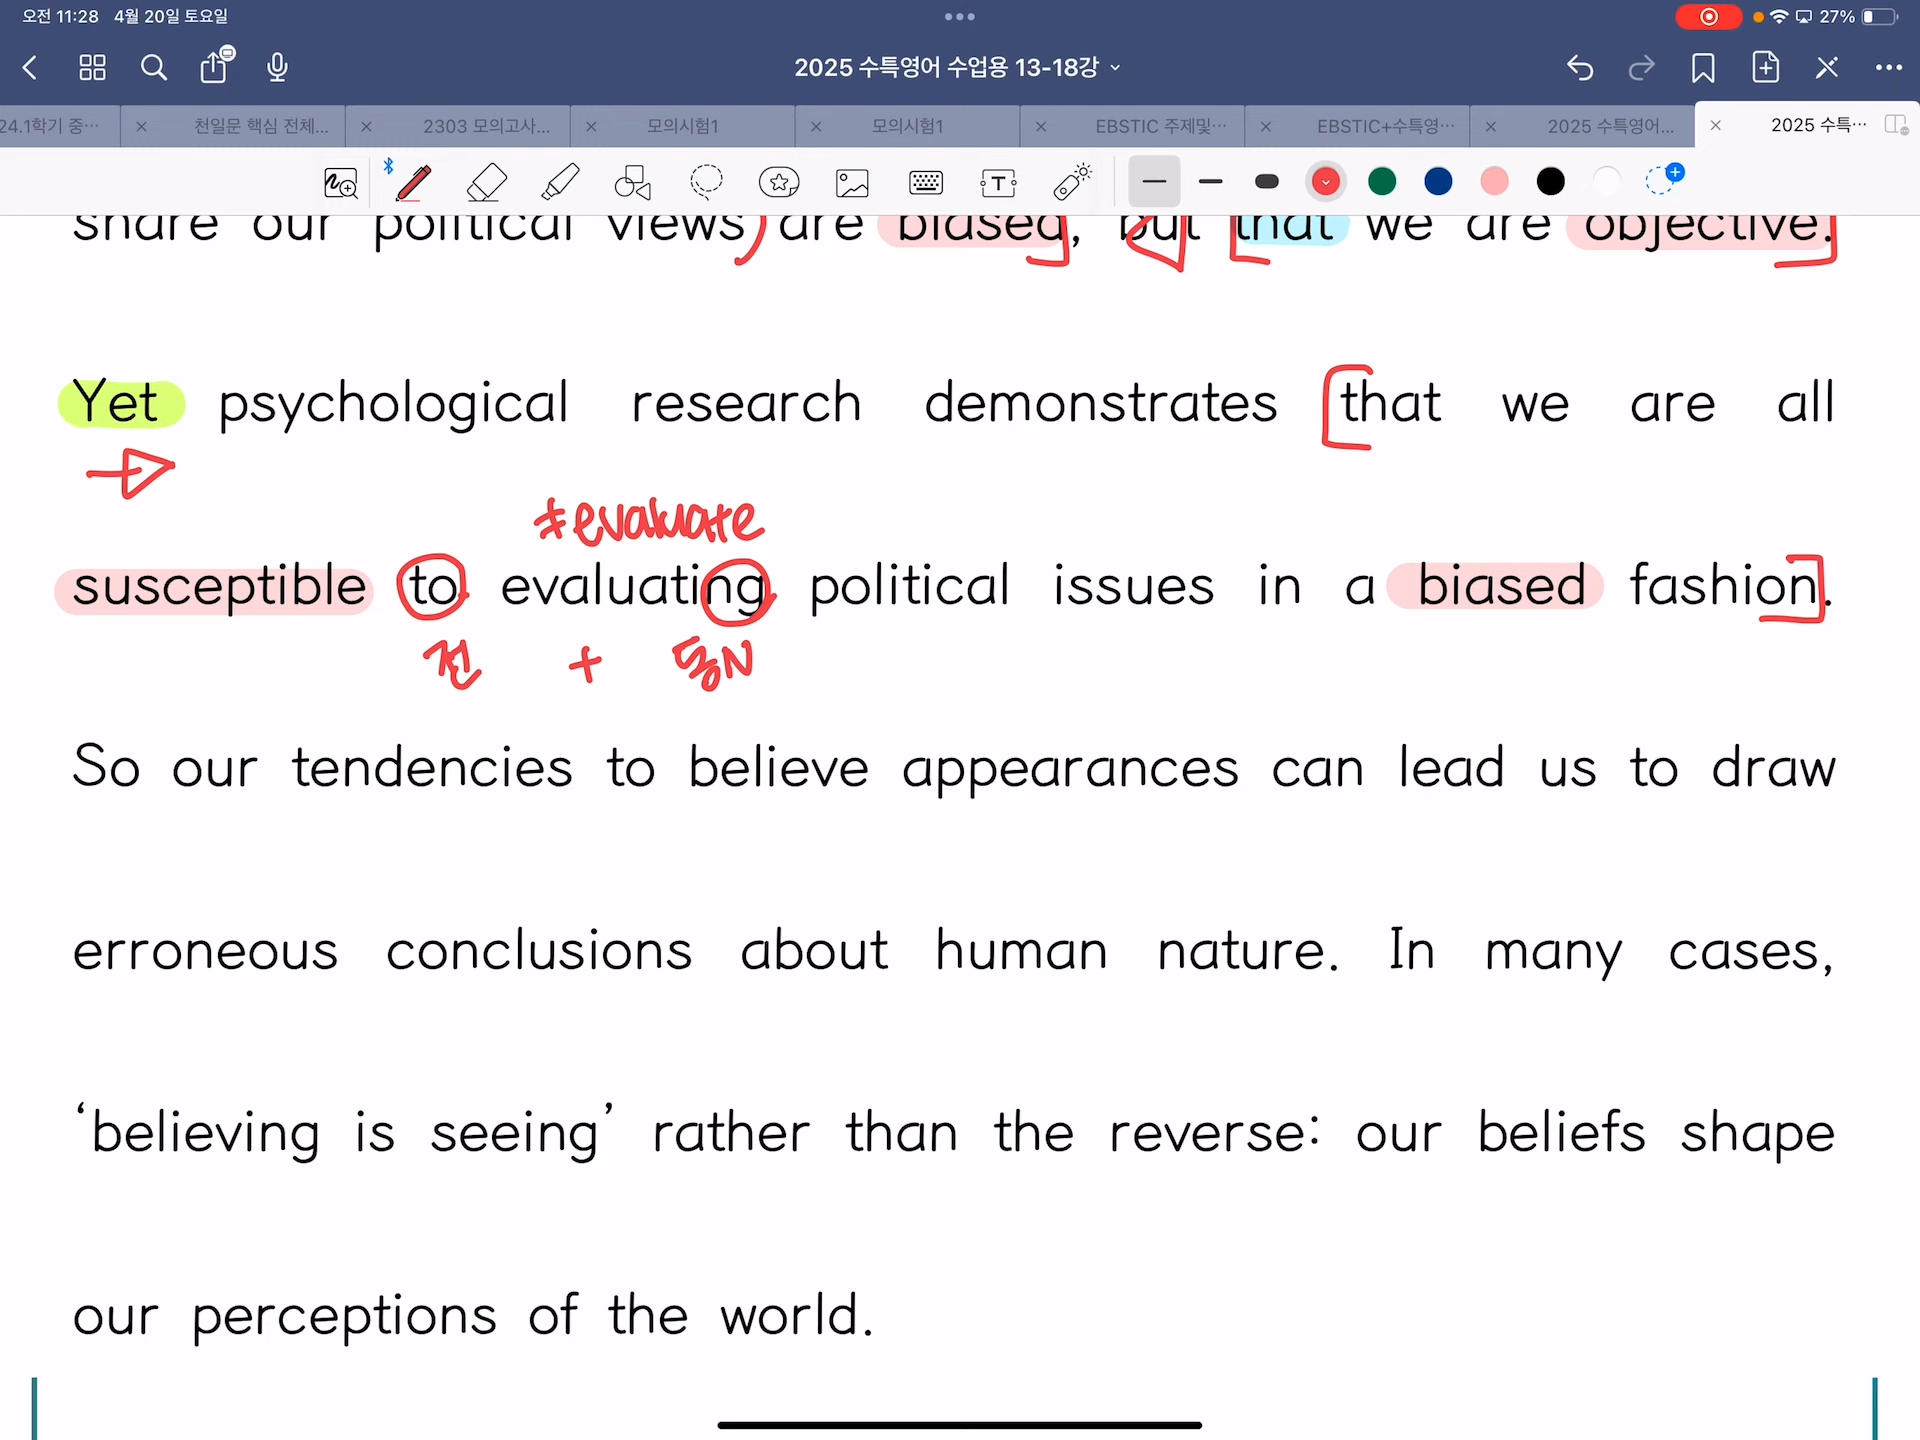 오전 11:28 4월 20일 토요일
27%
2025 수특영어 수업용 13-18강
24.1학기 중…
천일문 핵심 전체...
2303 모의고사...
모의시험1
모의시험1
EBSTIC 주제및…
EBSTIC+수특영…
2025 수특영어...
2025 수특…
share our political views) are biased], but [that we are objective.]
Yet psychological research demonstrates [that we are all
≠evaluate
susceptible to evaluating political issues in a biased fashion].
전 + 동N
So our tendencies to believe appearances can lead us to draw
erroneous conclusions about human nature. In many cases,
‘believing is seeing’ rather than the reverse: our beliefs shape
our perceptions of the world.